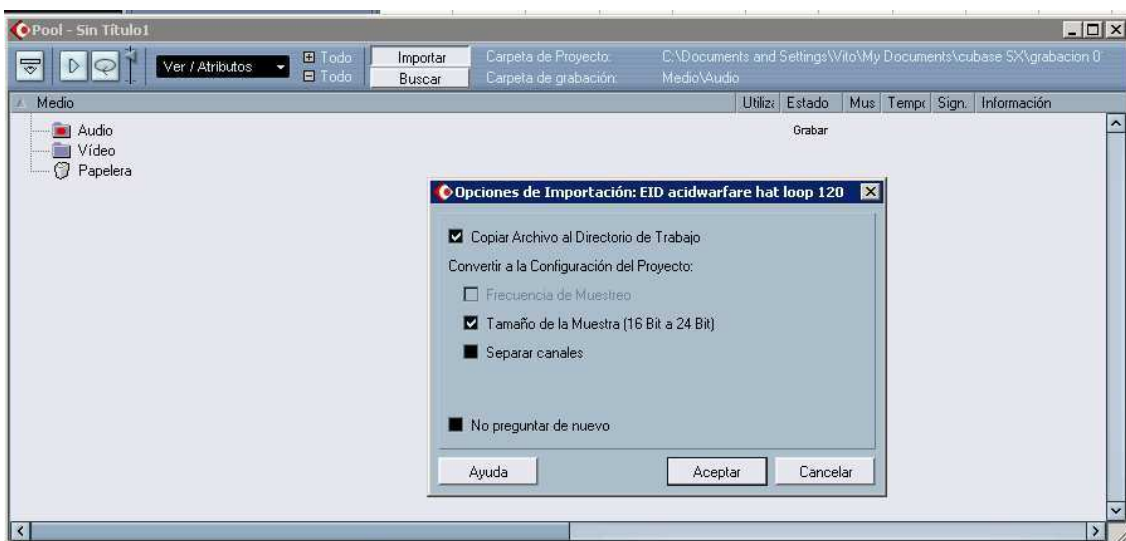 Pool - Sin Título1
Ver / Atributos
Todo
Todo
Importar
Buscar
Carpeta de Proyecto:
Carpeta de grabación:
C:\Documents and Settings\Vito\My Documents\cubase SX\grabacion 0
Medio\Audio
Medio
Utiliza Estado Mus Tempo Sign. Información
Audio
Grabar
Vídeo
Papelera
Opciones de Importación: EID acidwarfare hat loop 120
Copiar Archivo al Directorio de Trabajo
Convertir a la Configuración del Proyecto:
Frecuencia de Muestreo
Tamaño de la Muestra (16 Bit a 24 Bit)
Separar canales
No preguntar de nuevo
Ayuda
Aceptar
Cancelar